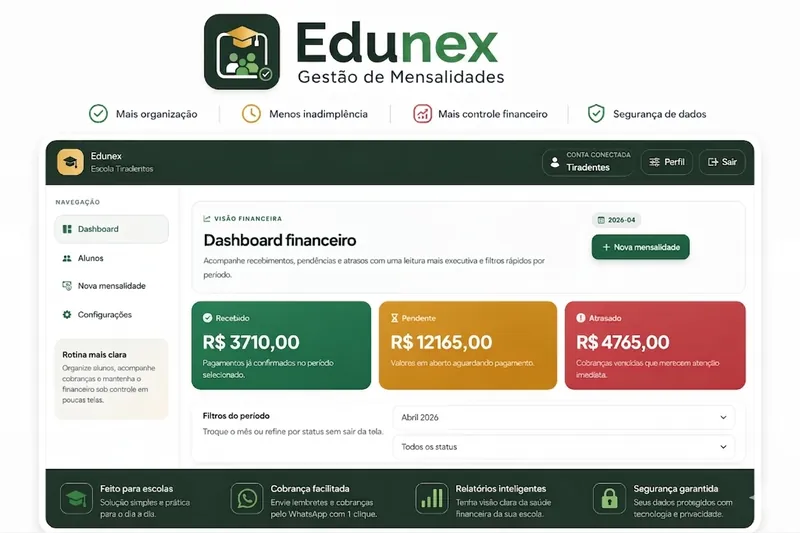 Edunex
Gestão de Mensalidades
Mais organização
Menos inadimplência
Mais controle financeiro
Segurança de dados
Edunex
Escola Tiradentes
CONTA CONECTADA
Tiradentes
Perfil
Sair
NAVEGAÇÃO
Dashboard
Alunos
Nova mensalidade
Configurações
Rotina mais clara
Organize alunos, acompanhe
cobranças e mantenha o
financeiro sob controle em
poucas telas.
VISÃO FINANCEIRA
Dashboard financeiro
Acompanhe recebimentos, pendências e atrasos com uma leitura mais executiva e filtros rápidos por
período.
2026-04
+ Nova mensalidade
Recebido
R$ 3710,00
Pagamentos já confirmados no período
selecionado.
Pendente
R$ 12165,00
Valores em aberto aguardando pagamento.
Atrasado
R$ 4765,00
Cobranças vencidas que merecem atenção
imediata.
Filtros do período
Troque o mês ou refine por status sem sair da tela.
Abril 2026
Todos os status
Feito para escolas
Solução simples e prática
para o dia a dia.
Cobrança facilitada
Envie lembretes e cobranças
pelo WhatsApp com 1 clique.
Relatórios inteligentes
Tenha visão clara da saúde
financeira da sua escola.
Segurança garantida
Seus dados protegidos com
tecnologia e privacidade.